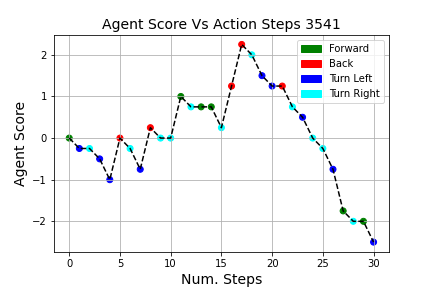 Agent Score Vs Action Steps 3541
Agent Score
2
1
0
−1
−2
Forward
Back
Turn Left
Turn Right
0 5 10 15 20 25 30
Num. Steps